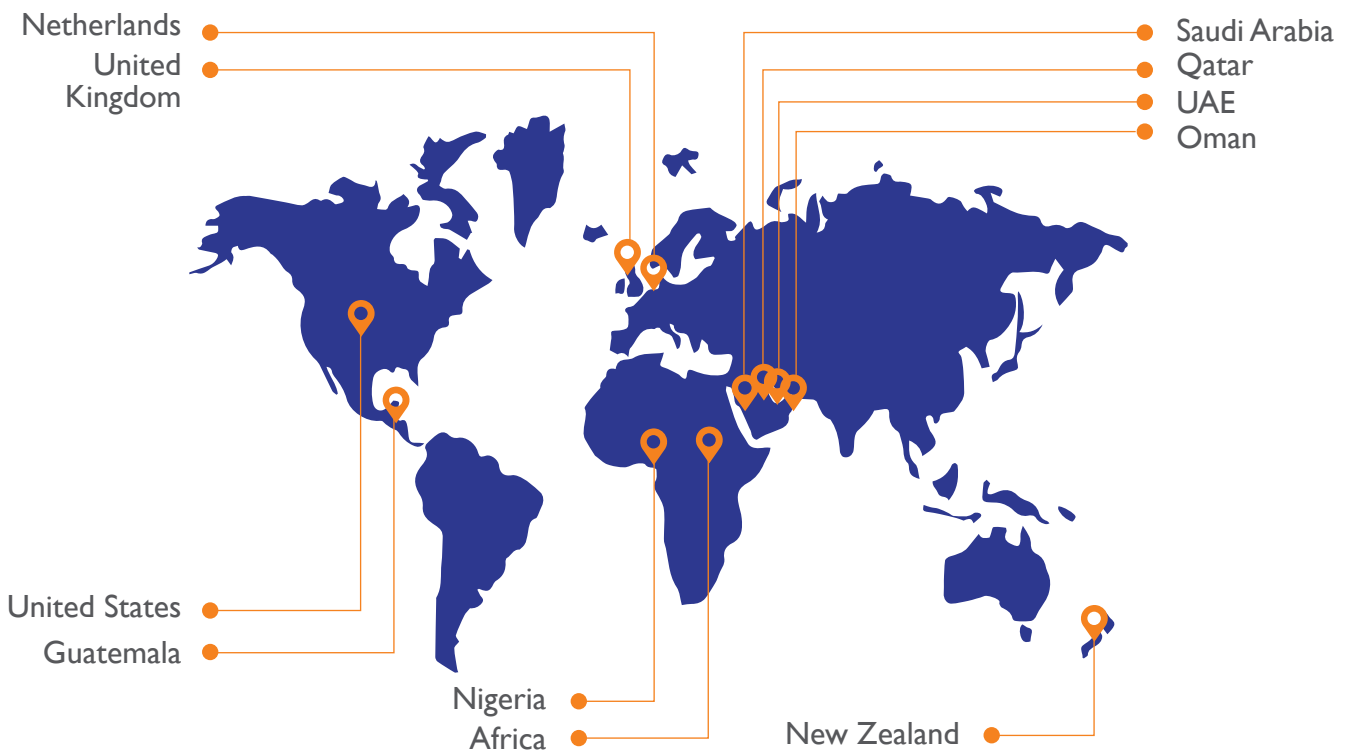 Netherlands
United
Kingdom
Saudi Arabia
Qatar
UAE
Oman
United States
Guatemala
Nigeria
Africa
New Zealand